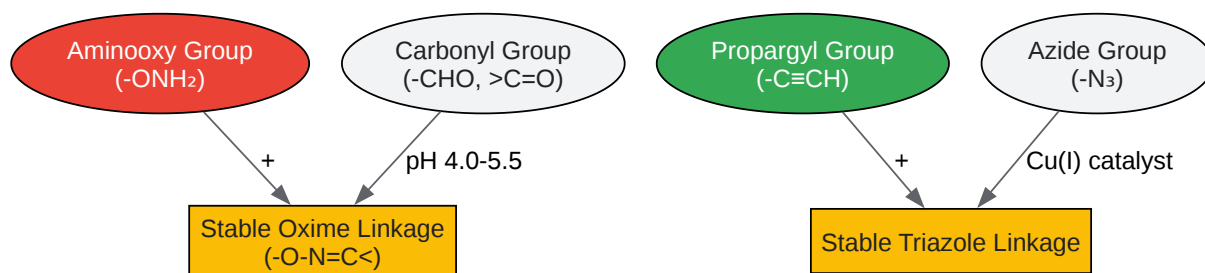 Aminooxy Group
(-ONH₂)
Carbonyl Group
(-CHO, >C=O)
Propargyl Group
(-C≡CH)
Azide Group
(-N₃)
+
pH 4.0-5.5
+
Cu(I) catalyst
Stable Oxime Linkage
(-O-N=C<)
Stable Triazole Linkage